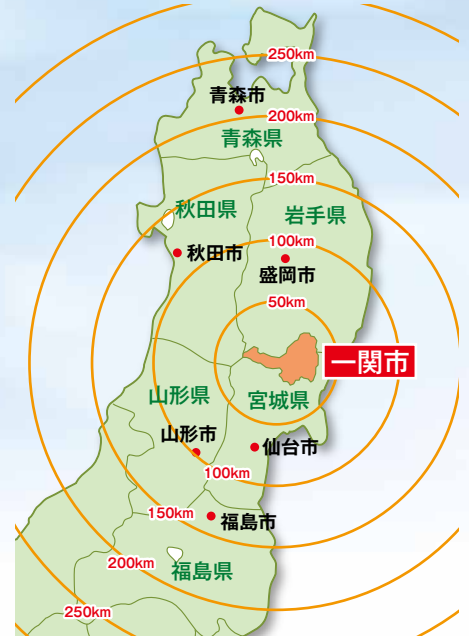 250km
青森市
200km
青森県
150km
秋田県
岩手県
100km
秋田市
盛岡市
50km
一関市
山形県
宮城県
山形市
仙台市
100km
150km
福島市
200km
福島県
250km